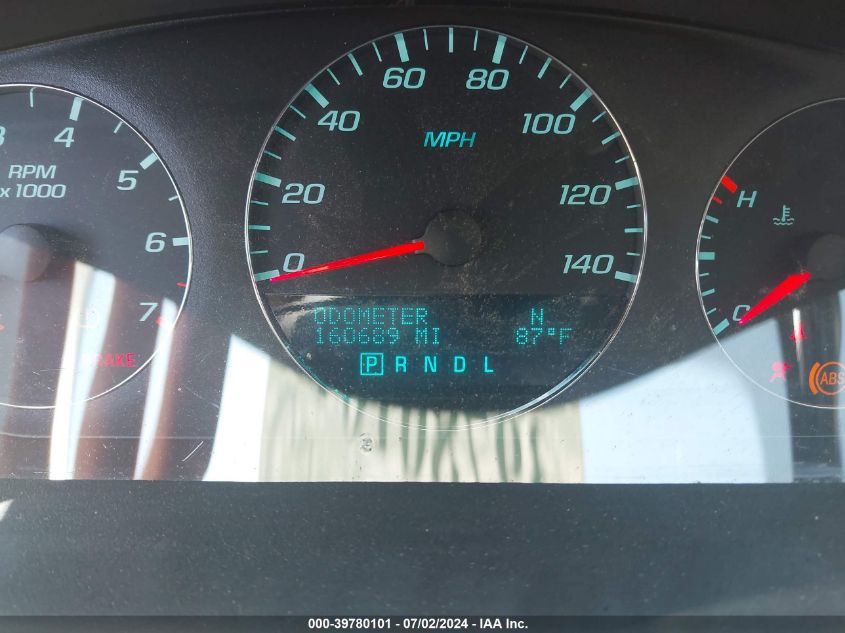 60 80
4
40 100
MPH
RPM
x 1000
5
20 120
H
6
0 140
7
C
ODOMETER N
160689 MI 87°F
BRAKE
P R N D L
ABS
000-39780101 - 07/02/2024 - IAA Inc.